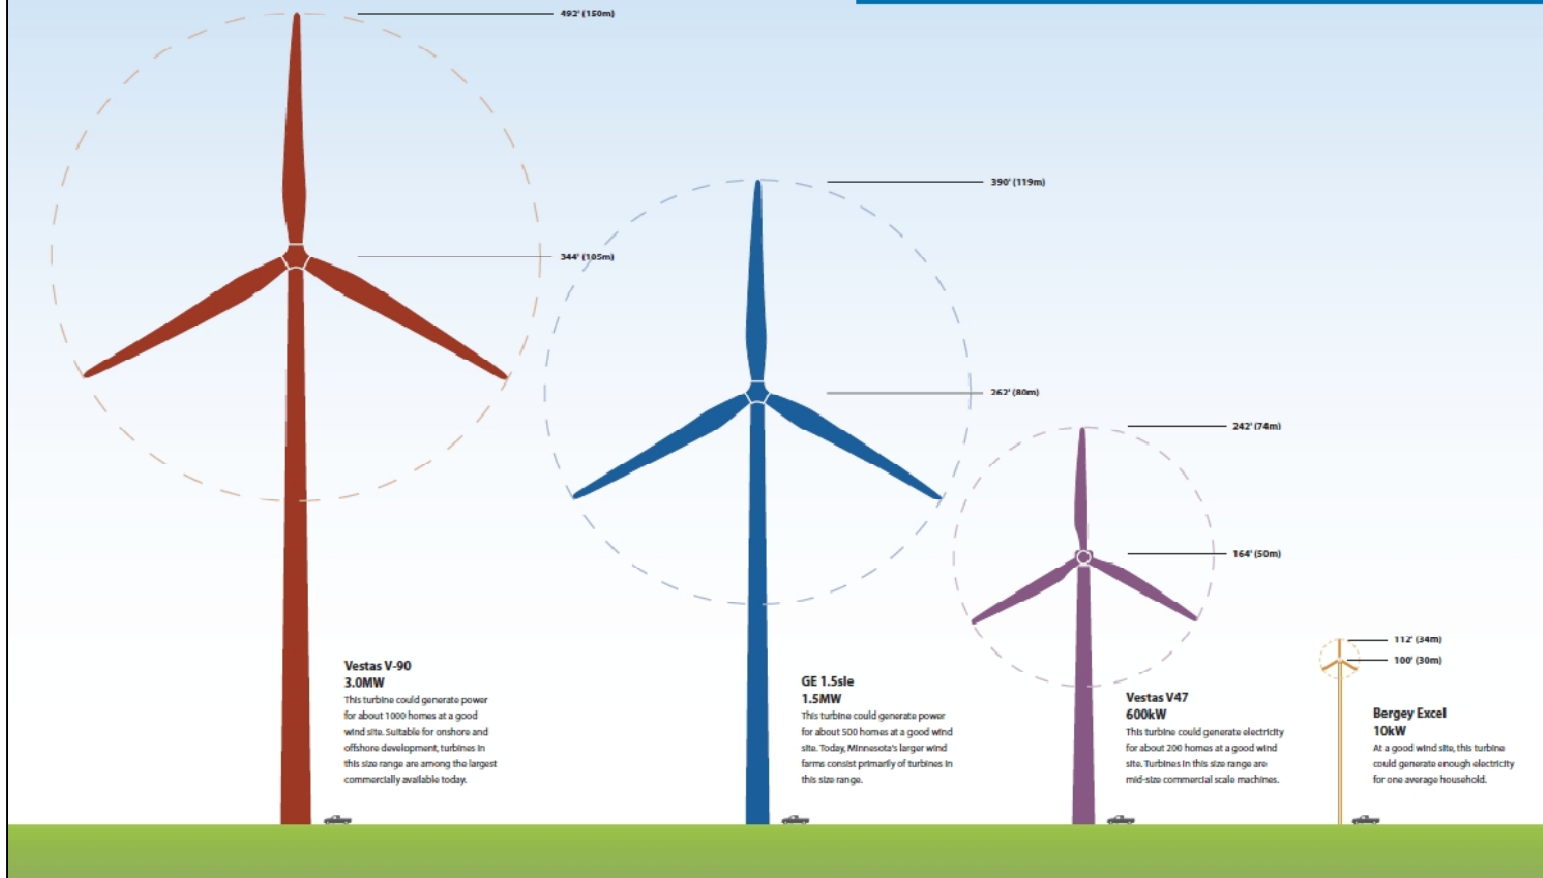 492' (150m)
344' (105m)
390' (119m)
262' (80m)
242' (74m)
164' (50m)
112' (34m)
100' (30m)
Vestas V-90
3.0MW
This turbine could generate power
for about 1000 homes at a good
wind site. Suitable for onshore and
offshore development, turbines in
this size range are among the largest
commercially available today.
GE 1.5sle
1.5MW
This turbine could generate power
for about 500 homes at a good wind
site. Today, Minnesota's larger wind
farms consist primarily of turbines in
this size range.
Vestas V47
600kW
This turbine could generate electricity
for about 200 homes at a good wind
site. Turbines in this size range are
mid-size commercial scale machines.
Bergey Excel
10kW
At a good wind site, this turbine
could generate enough electricity
for one average household.